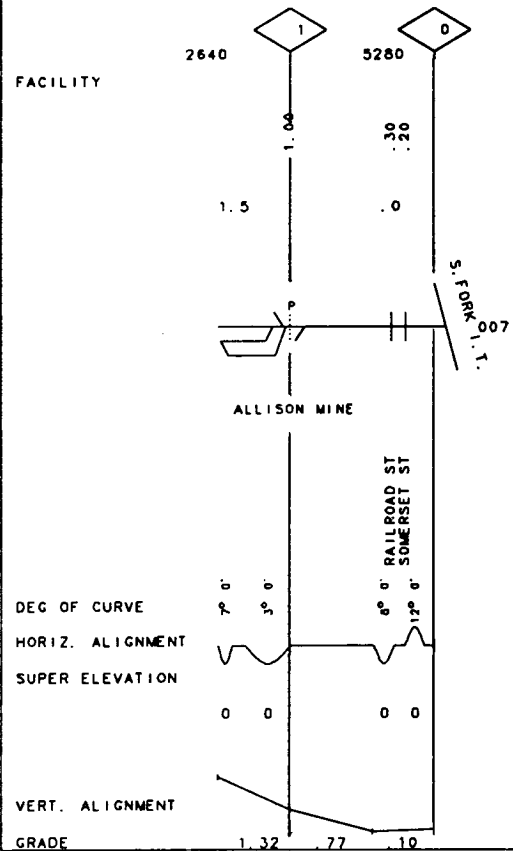 1 0
2640 5280
FACILITY
1.00 .30 .20
1.5 .0
P
S. FORK I. T.
007
ALLISON MINE
RAILROAD ST
SOMERSET ST
DEG OF CURVE 7° 0' 3° 0' 8° 0' 12° 0'
HORIZ. ALIGNMENT
SUPER ELEVATION
0 0 0 0
VERT. ALIGNMENT
GRADE 1.32 .77 .10